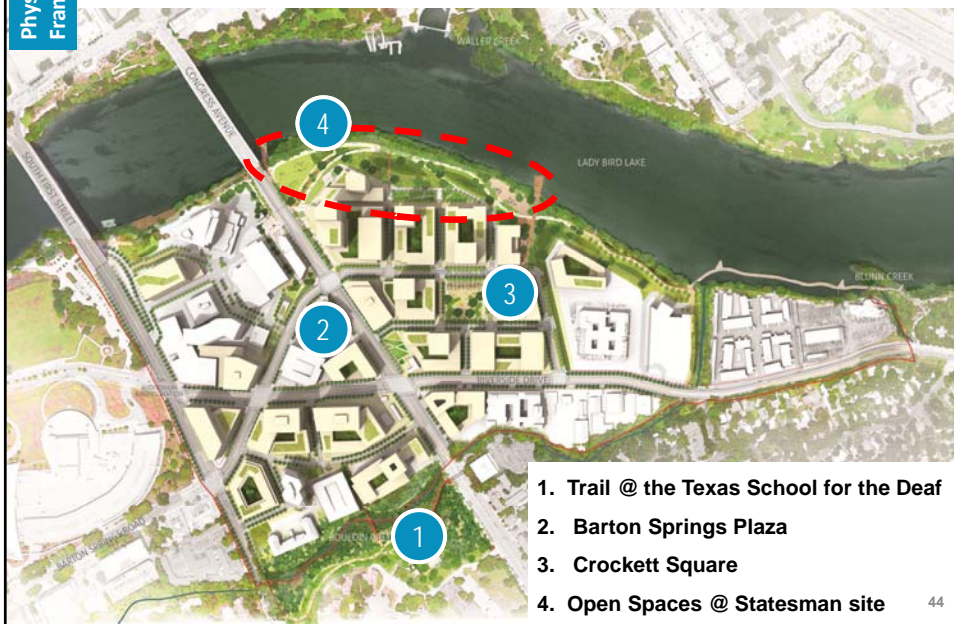 Phys
Fram
WALLER CREEK
CONGRESS AVENUE
4
SOUTH FIRST STREET
LADY BIRD LAKE
BLUNN CREEK
3
2
RIVERSIDE DRIVE
BARTON SPRINGS ROAD
BOULDIN
1
1. Trail @ the Texas School for the Deaf
2. Barton Springs Plaza
3. Crockett Square
4. Open Spaces @ Statesman site
44